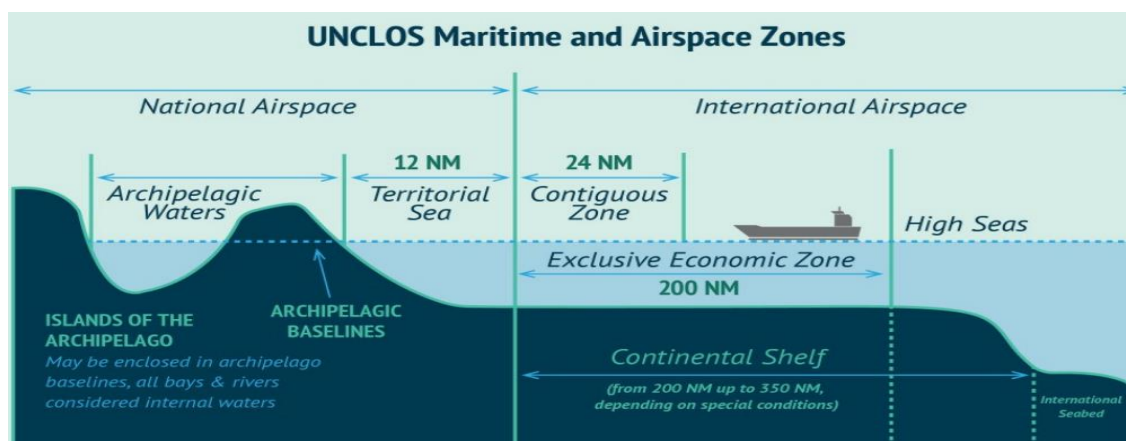 UNCLOS Maritime and Airspace Zones
National Airspace
International Airspace
12 NM
24 NM
Archipelagic
Waters
Territorial
Sea
Contiguous
Zone
High Seas
Exclusive Economic Zone
200 NM
ISLANDS OF THE
ARCHIPELAGO
May be enclosed in archipelago
baselines, all bays & rivers
considered internal waters
ARCHIPELAGIC
BASELINES
Continental Shelf
(from 200 NM up to 350 NM,
depending on special conditions)
International
Seabed